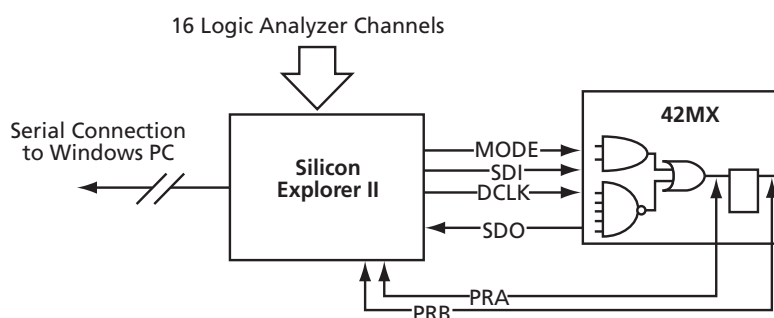 16 Logic Analyzer Channels
Serial Connection
to Windows PC
Silicon
Explorer II
MODE
SDI
DCLK
SDO
42MX
PRA
PRB